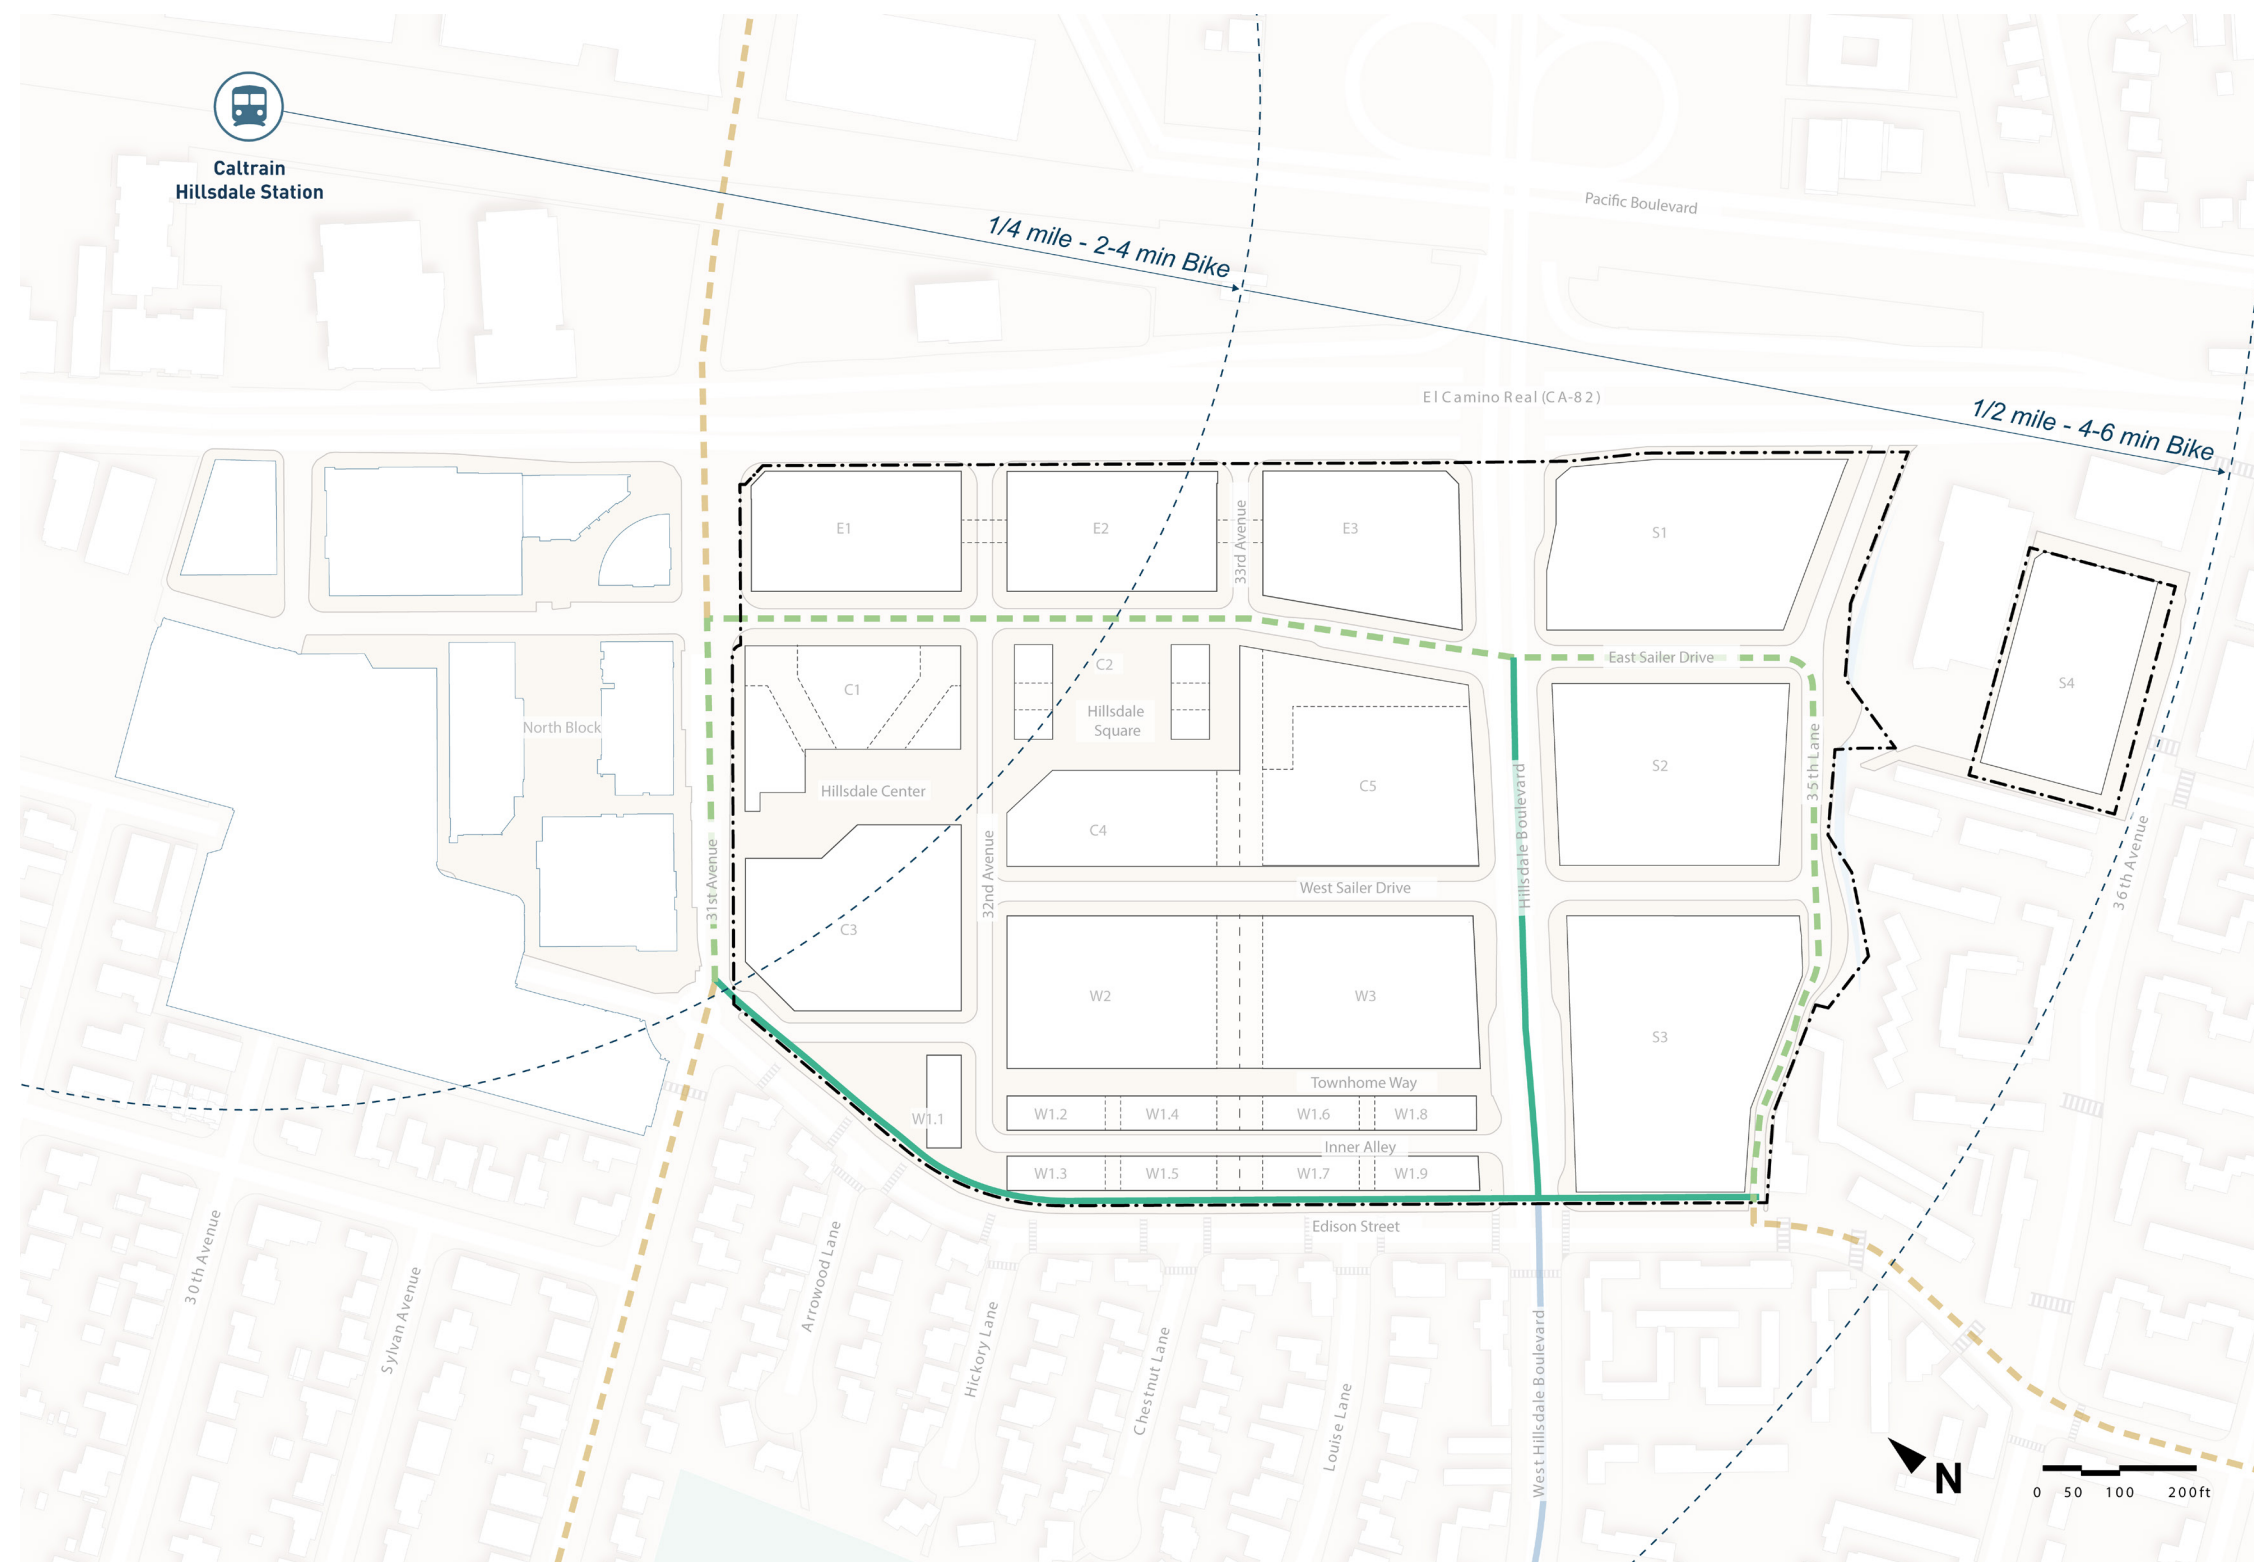 Caltrain
Hillsdale Station
Pacific Boulevard
1/4 mile - 2-4 min Bike
El Camino Real (CA-82)
1/2 mile - 4-6 min Bike
E1
E2
33rd Avenue
E3
S1
East Sailer Drive
C2
C1
S4
Hillsdale
Square
North Block
35th Lane
S2
C5
Hillsdale Center
Hillsdale Boulevard
C4
31st Avenue
32nd Avenue
36th Avenue
West Sailer Drive
C3
W2
W3
S3
Townhome Way
W1.1
W1.2
W1.4
W1.6
W1.8
Inner Alley
W1.3
W1.5
W1.7
W1.9
Edison Street
30th Avenue
Sylvan Avenue
Arrowood Lane
Hickory Lane
Chestnut Lane
Louise Lane
West Hillsdale Boulevard
N
0 50 100 200ft